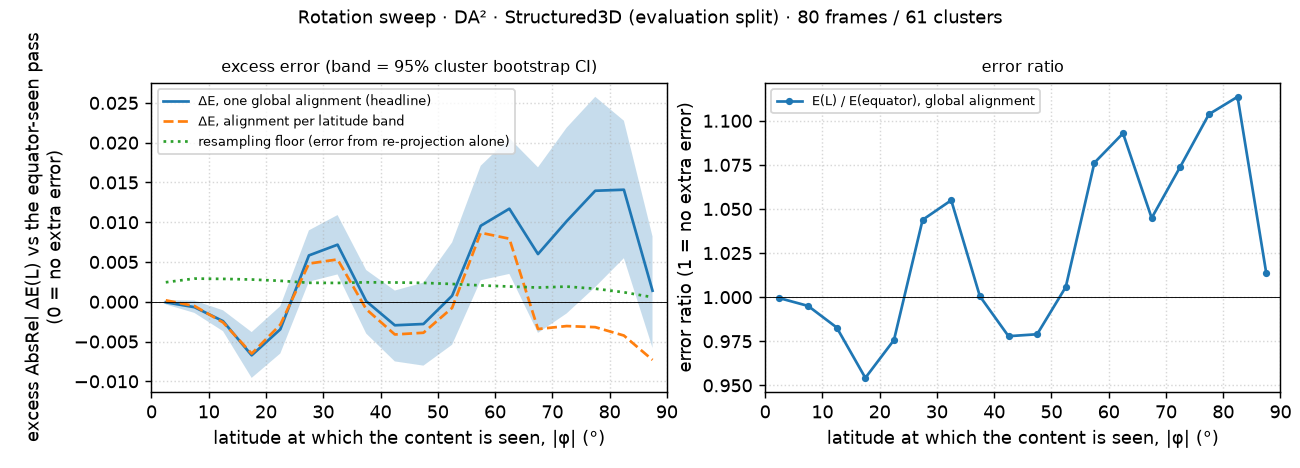 Rotation sweep · DA² · Structured3D (evaluation split) · 80 frames / 61 clusters
excess error (band = 95% cluster bootstrap CI)
excess AbsRel ΔE(L) vs the equator-seen pass
(0 = no extra error)
0.025
0.020
0.015
0.010
0.005
0.000
−0.005
−0.010
ΔE, one global alignment (headline)
ΔE, alignment per latitude band
resampling floor (error from re-projection alone)
0 10 20 30 40 50 60 70 80 90
latitude at which the content is seen, |φ| (°)
error ratio
error ratio (1 = no extra error)
1.100
1.075
1.050
1.025
1.000
0.975
0.950
E(L) / E(equator), global alignment
0 10 20 30 40 50 60 70 80 90
latitude at which the content is seen, |φ| (°)